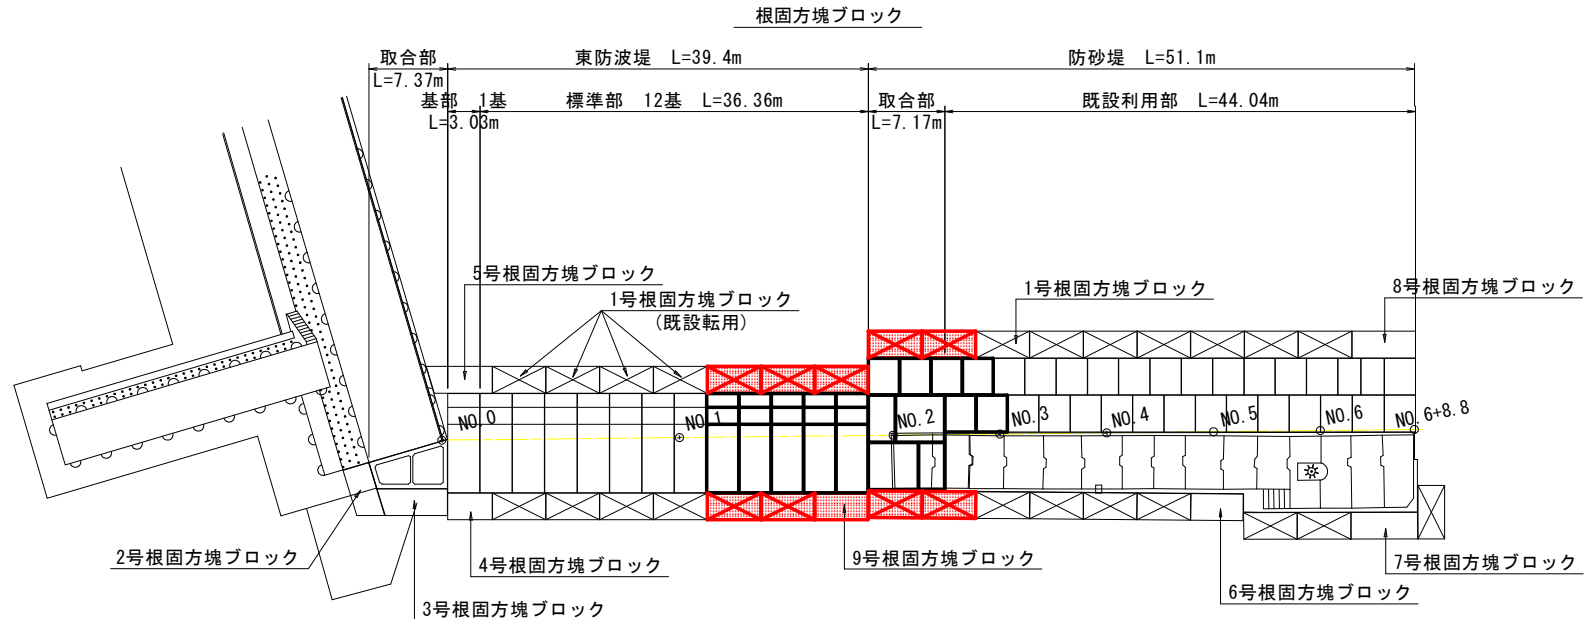 根固方塊ブロック
取合部
東防波堤 L=39.4m
防砂堤 L=51.1m
L=7.37m
基部 1基
標準部 12基 L=36.36m
取合部
既設利用部 L=44.04m
L=3.03m
L=7.17m
5号根固方塊ブロック
1号根固方塊ブロック
(既設転用)
1号根固方塊ブロック
8号根固方塊ブロック
NO.0
NO.1
NO.2
NO.3
NO.4
NO.5
NO.6
NO.6+8.8
2号根固方塊ブロック
4号根固方塊ブロック
9号根固方塊ブロック
7号根固方塊ブロック
6号根固方塊ブロック
3号根固方塊ブロック